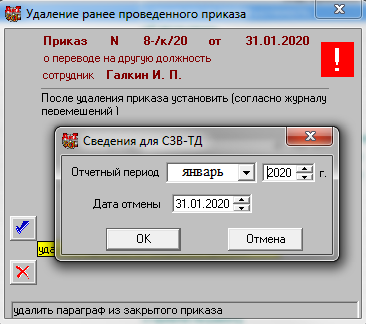 Удаление ранее проведенного приказа
Приказ N 8-/к/20 от 31.01.2020
о переводе на другую должность
сотрудник Галкин И. П.
!
После удаления приказа установить (согласно журналу
перемещений )
Сведения для СЗВ-ТД
Отчетный период январь 2020 г.
Дата отмены 31.01.2020
OK Отмена
уда
удалить параграф из закрытого приказа